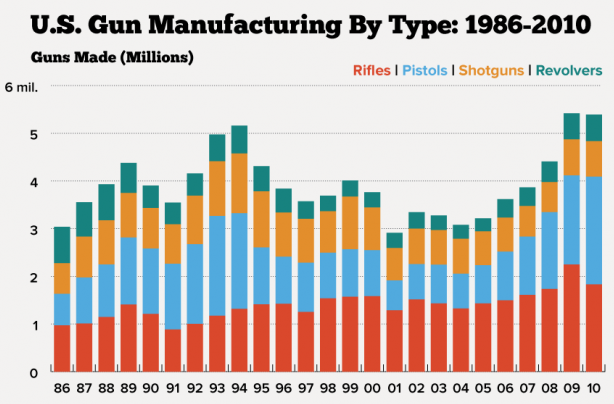 U.S. Gun Manufacturing By Type: 1986-2010
Guns Made (Millions)
Rifles | Pistols | Shotguns | Revolvers
6 mil.
5
4
3
2
1
0
86 87 88 89 90 91 92 93 94 95 96 97 98 99 00 01 02 03 04 05 06 07 08 09 10